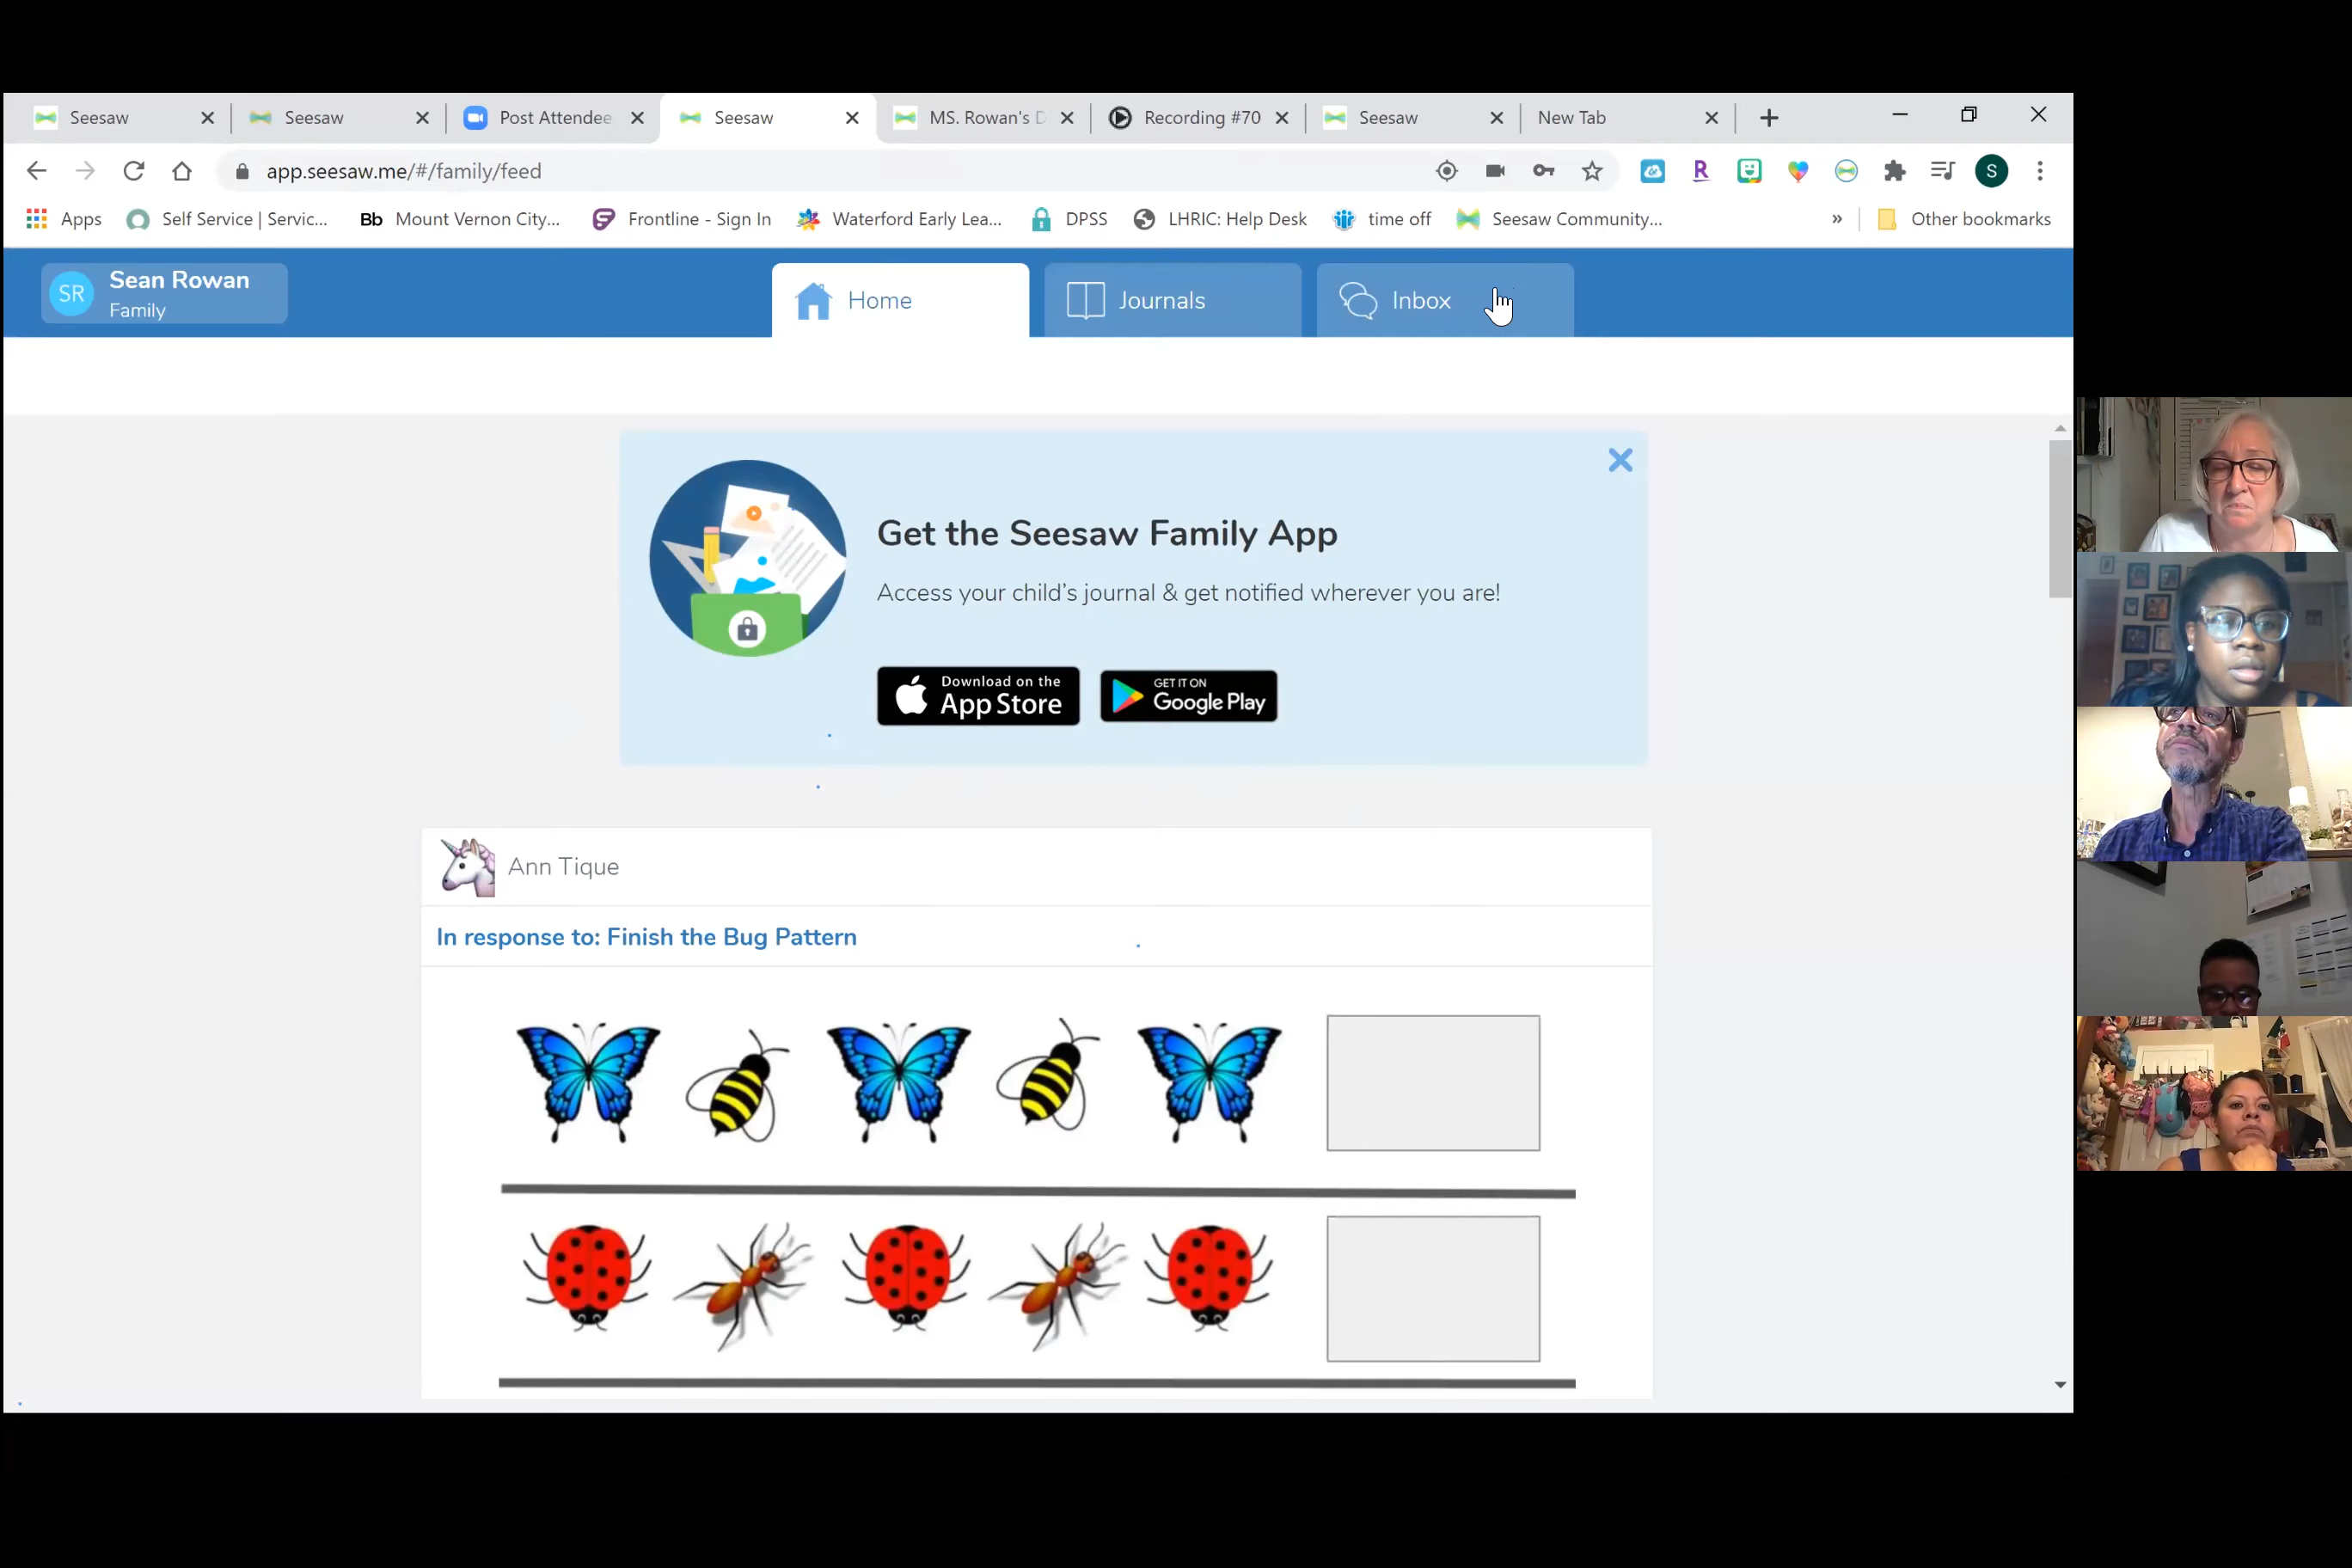 Seesaw
Seesaw
Post Attendee
Seesaw
MS. Rowan's D
Recording #70
Seesaw
New Tab
app.seesaw.me/#/family/feed
R
S
Apps
Self Service | Servic...
Bb Mount Vernon City...
Frontline - Sign In
Waterford Early Lea...
DPSS
LHRIC: Help Desk
time off
Seesaw Community...
»
Other bookmarks
SR
Sean Rowan
Family
Home
Journals
Inbox
Get the Seesaw Family App
Access your child's journal & get notified wherever you are!
Download on the
App Store
GET IT ON
Google Play
Ann Tique
In response to: Finish the Bug Pattern